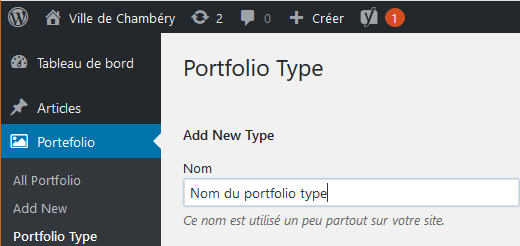 Ville de Chambéry 2 0 + Créer 1
Tableau de bord
Portfolio Type
Articles
Portefolio
Add New Type
Nom
All Portfolio
Nom du portfolio type
Add New
Ce nom est utilisé un peu partout sur votre site.
Portfolio Type